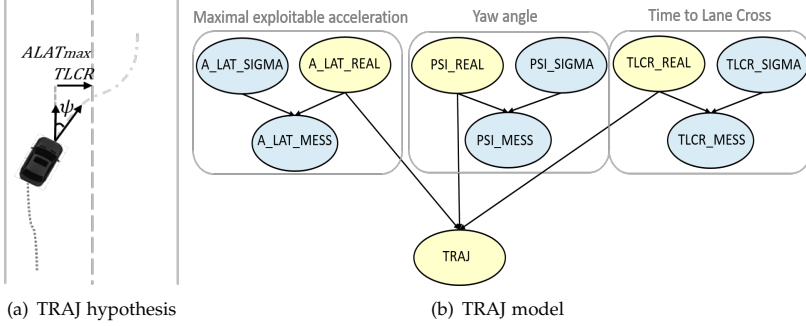 Maximal exploitable acceleration
Yaw angle
Time to Lane Cross
ALATmax
TLCR
ψ
A_LAT_SIGMA
A_LAT_REAL
PSI_REAL
PSI_SIGMA
TLCR_REAL
TLCR_SIGMA
A_LAT_MESS
PSI_MESS
TLCR_MESS
TRAJ
(a) TRAJ hypothesis
(b) TRAJ model